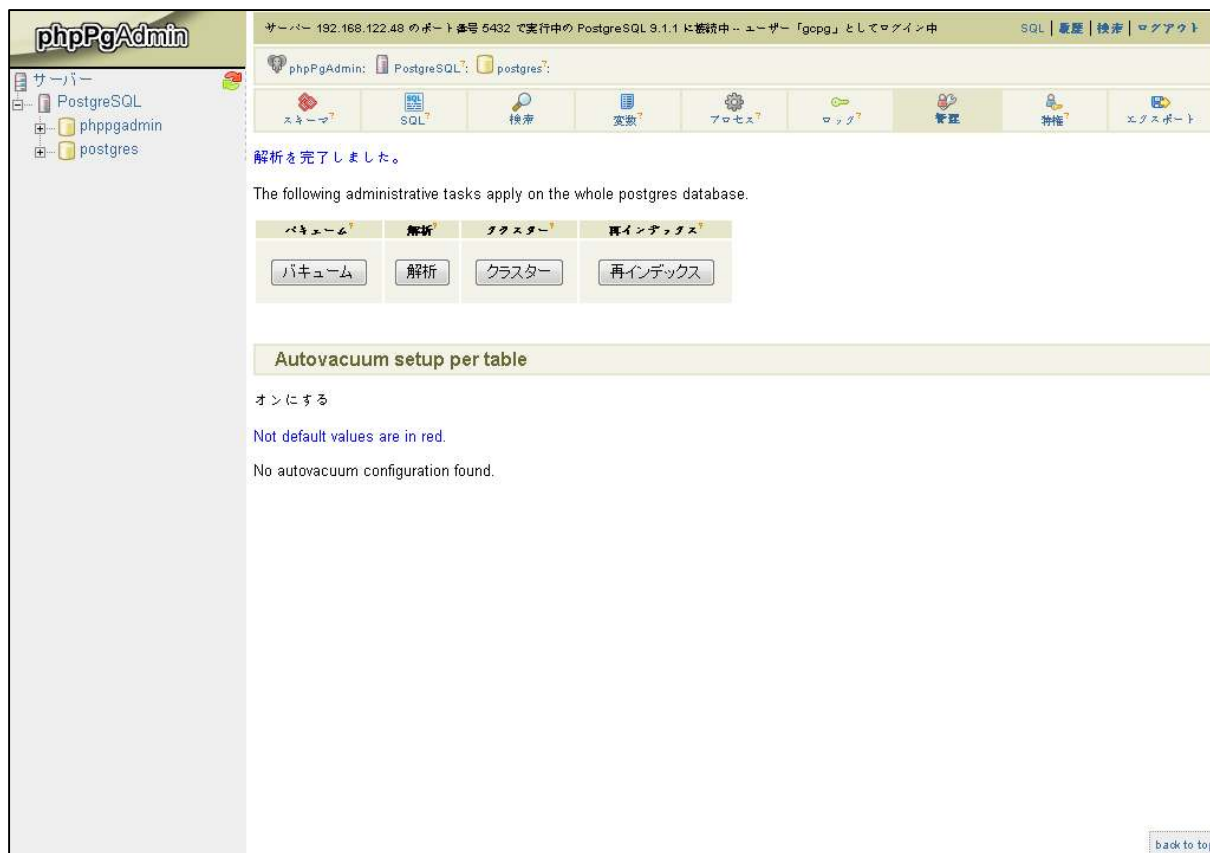 phpPgAdmin
サーバー
PostgreSQL
phppgadmin
postgres
サーバー 192.168.122.48 のポート番号 5432 で実行中の PostgreSQL 9.1.1 に接続中 -- ユーザー「gcpg」としてログイン中
SQL | 履歴 | 検索 | ログアウト
phpPgAdmin: PostgreSQL?: postgres?:
スキーマ? SQL? 検索 変数? プロセス? ロック? 管理 特権? エクスポート
解析を完了しました。
The following administrative tasks apply on the whole postgres database.
バキューム? 解析? クラスター? 再インデックス?
バキューム 解析 クラスター 再インデックス
Autovacuum setup per table
オンにする
Not default values are in red.
No autovacuum configuration found.
back to top